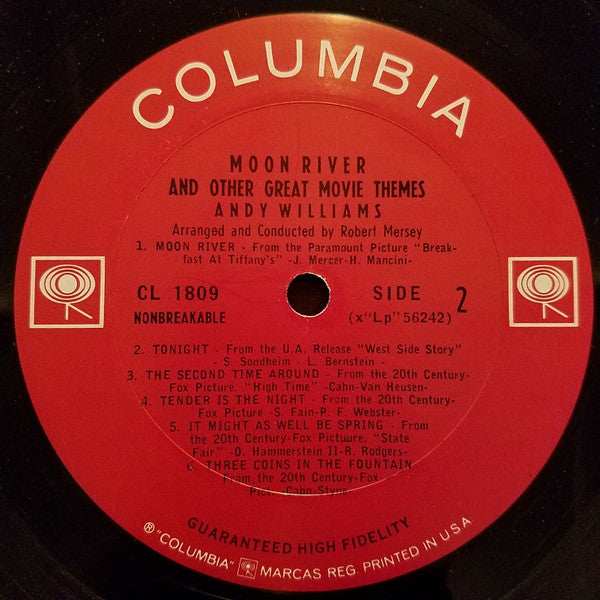 COLUMBIA
MOON RIVER
AND OTHER GREAT MOVIE THEMES
ANDY WILLIAMS
Arranged and Conducted by Robert Mersey
1. MOON RIVER - From the Paramount Picture "Break-
fast At Tiffany's" -J. Mercer-H. Mancini-
CL 1809
NONBREAKABLE
SIDE 2
(x"Lp"56242)
2. TONIGHT - From the U.A. Release "West Side Story"
- S. Sondheim - L. Bernstein -
3. THE SECOND TIME AROUND - From the 20th Century-
Fox Picture, "High Time" -Cahn-Van Heusen-
4. TENDER IS THE NIGHT - From the 20th Century-
Fox Picture -S. Fain-P. F. Webster-
5. IT MIGHT AS WELL BE SPRING - From
the 20th Century-Fox Pictuure, "State
Fair" -O. Hammerstein II-R. Rodgers-
6. THREE COINS IN THE FOUNTAIN
From the 20th Century-Fox
Cahn Styne
GUARANTEED HIGH FIDELITY
® "COLUMBIA" MARCAS REG. PRINTED IN U.S.A.